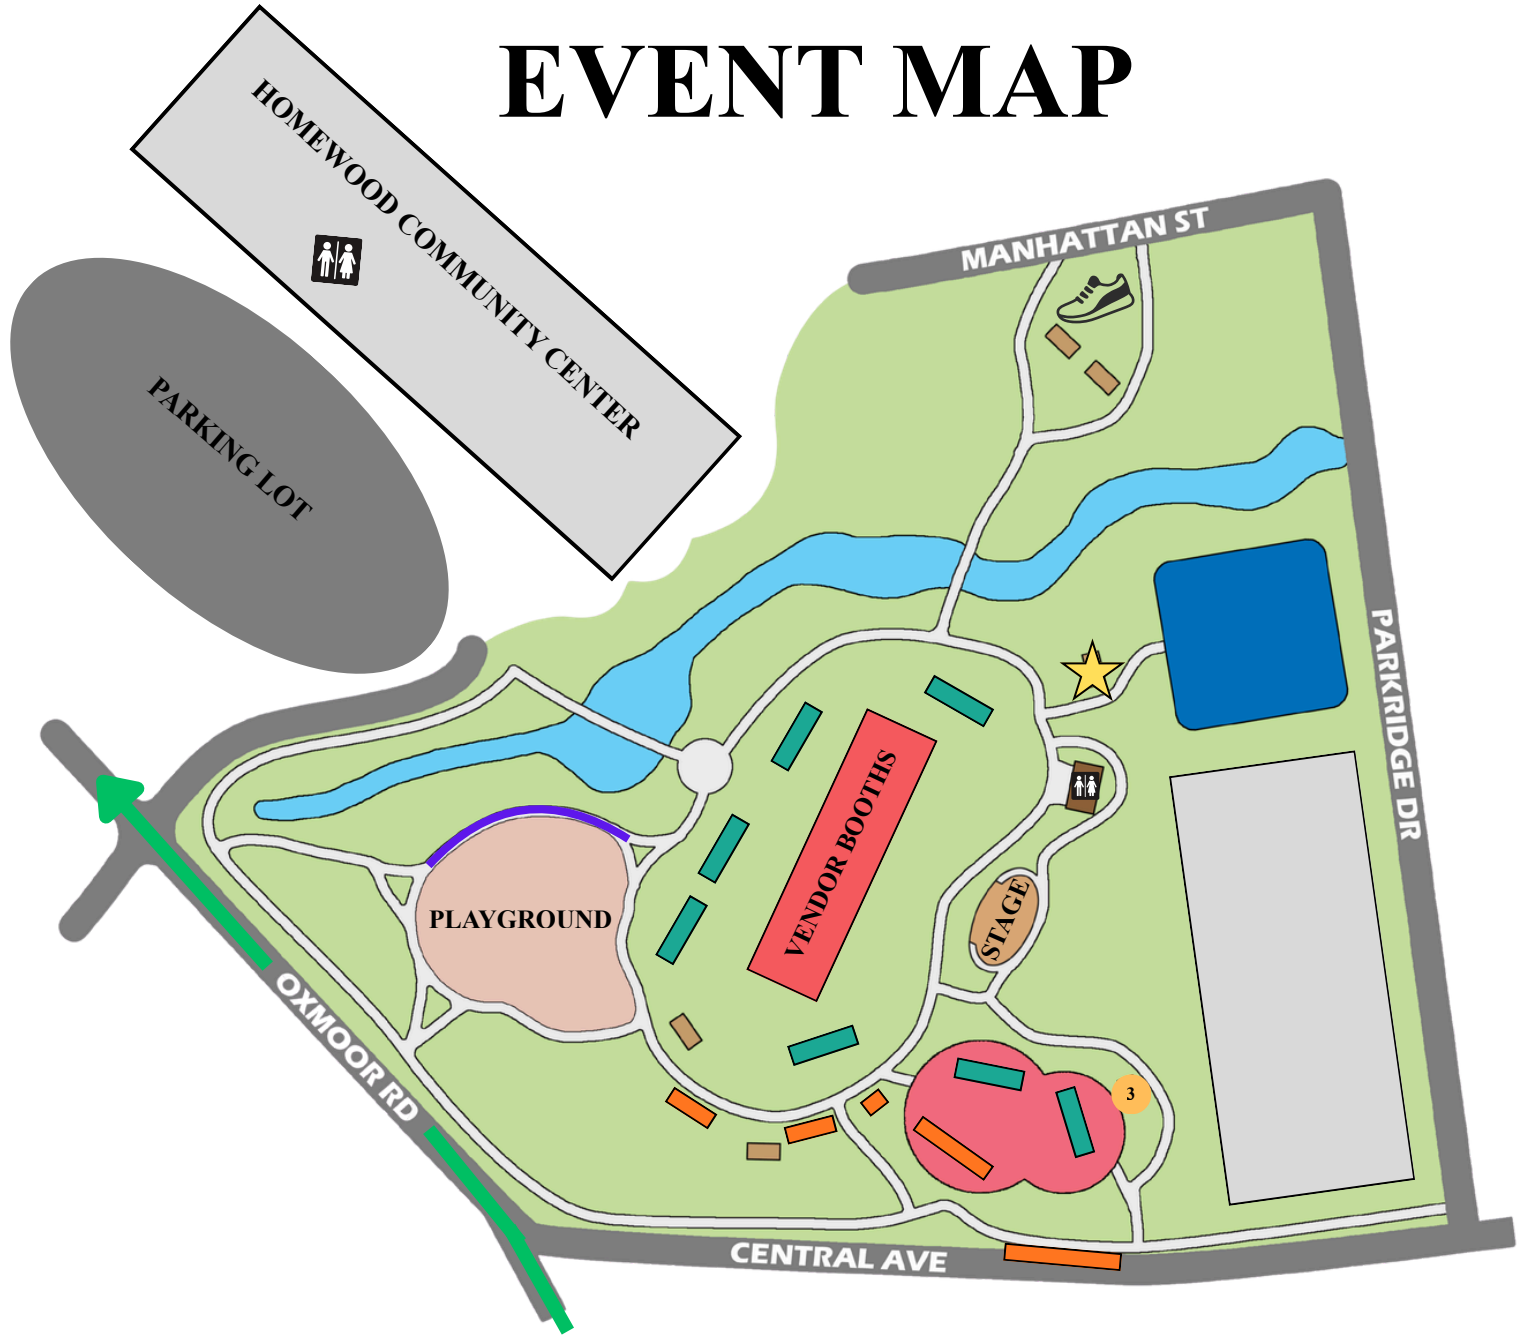 EVENT MAP
HOMEWOOD COMMUNITY CENTER
MANHATTAN ST
PARKING LOT
PARKRIDGE DR
VENDOR BOOTHS
PLAYGROUND
STAGE
OXMOOR RD
3
CENTRAL AVE